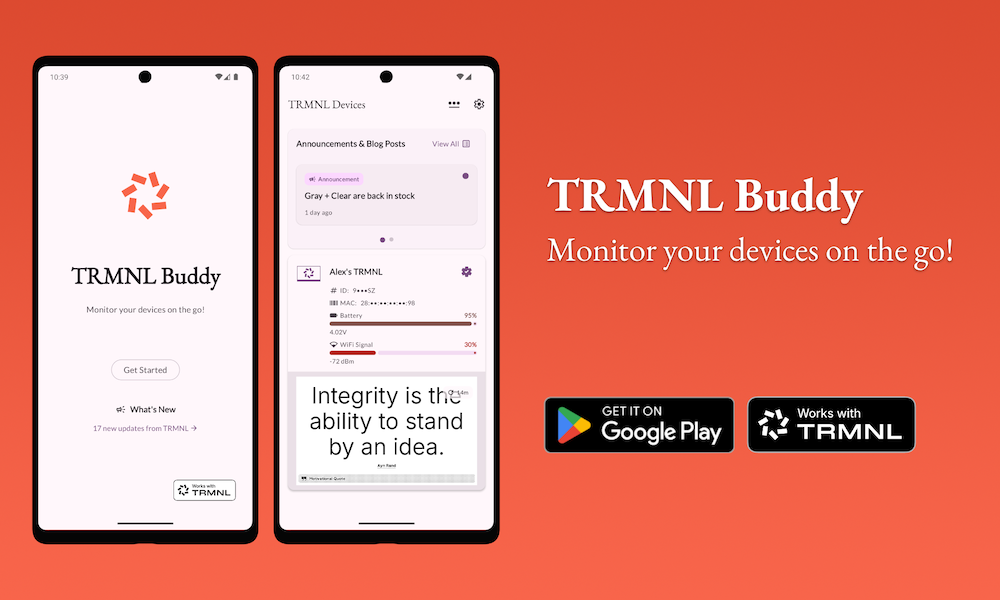 10:39
TRMNL Buddy
Monitor your devices on the go!
Get Started
What's New
17 new updates from TRMNL →
Works with
TRMNL
10:42
TRMNL Devices
Announcements & Blog Posts
View All
Announcement
Gray + Clear are back in stock
1 day ago
Alex's TRMNL
ID: 9•••SZ
MAC: 28:••:••:••:••:98
Battery 95%
4.02V
WiFi Signal 30%
-72 dBm
Integrity is the
ability to stand
by an idea.
Ayn Rand
Motivational Quote
TRMNL Buddy
Monitor your devices on the go!
GET IT ON
Google Play
Works with
TRMNL